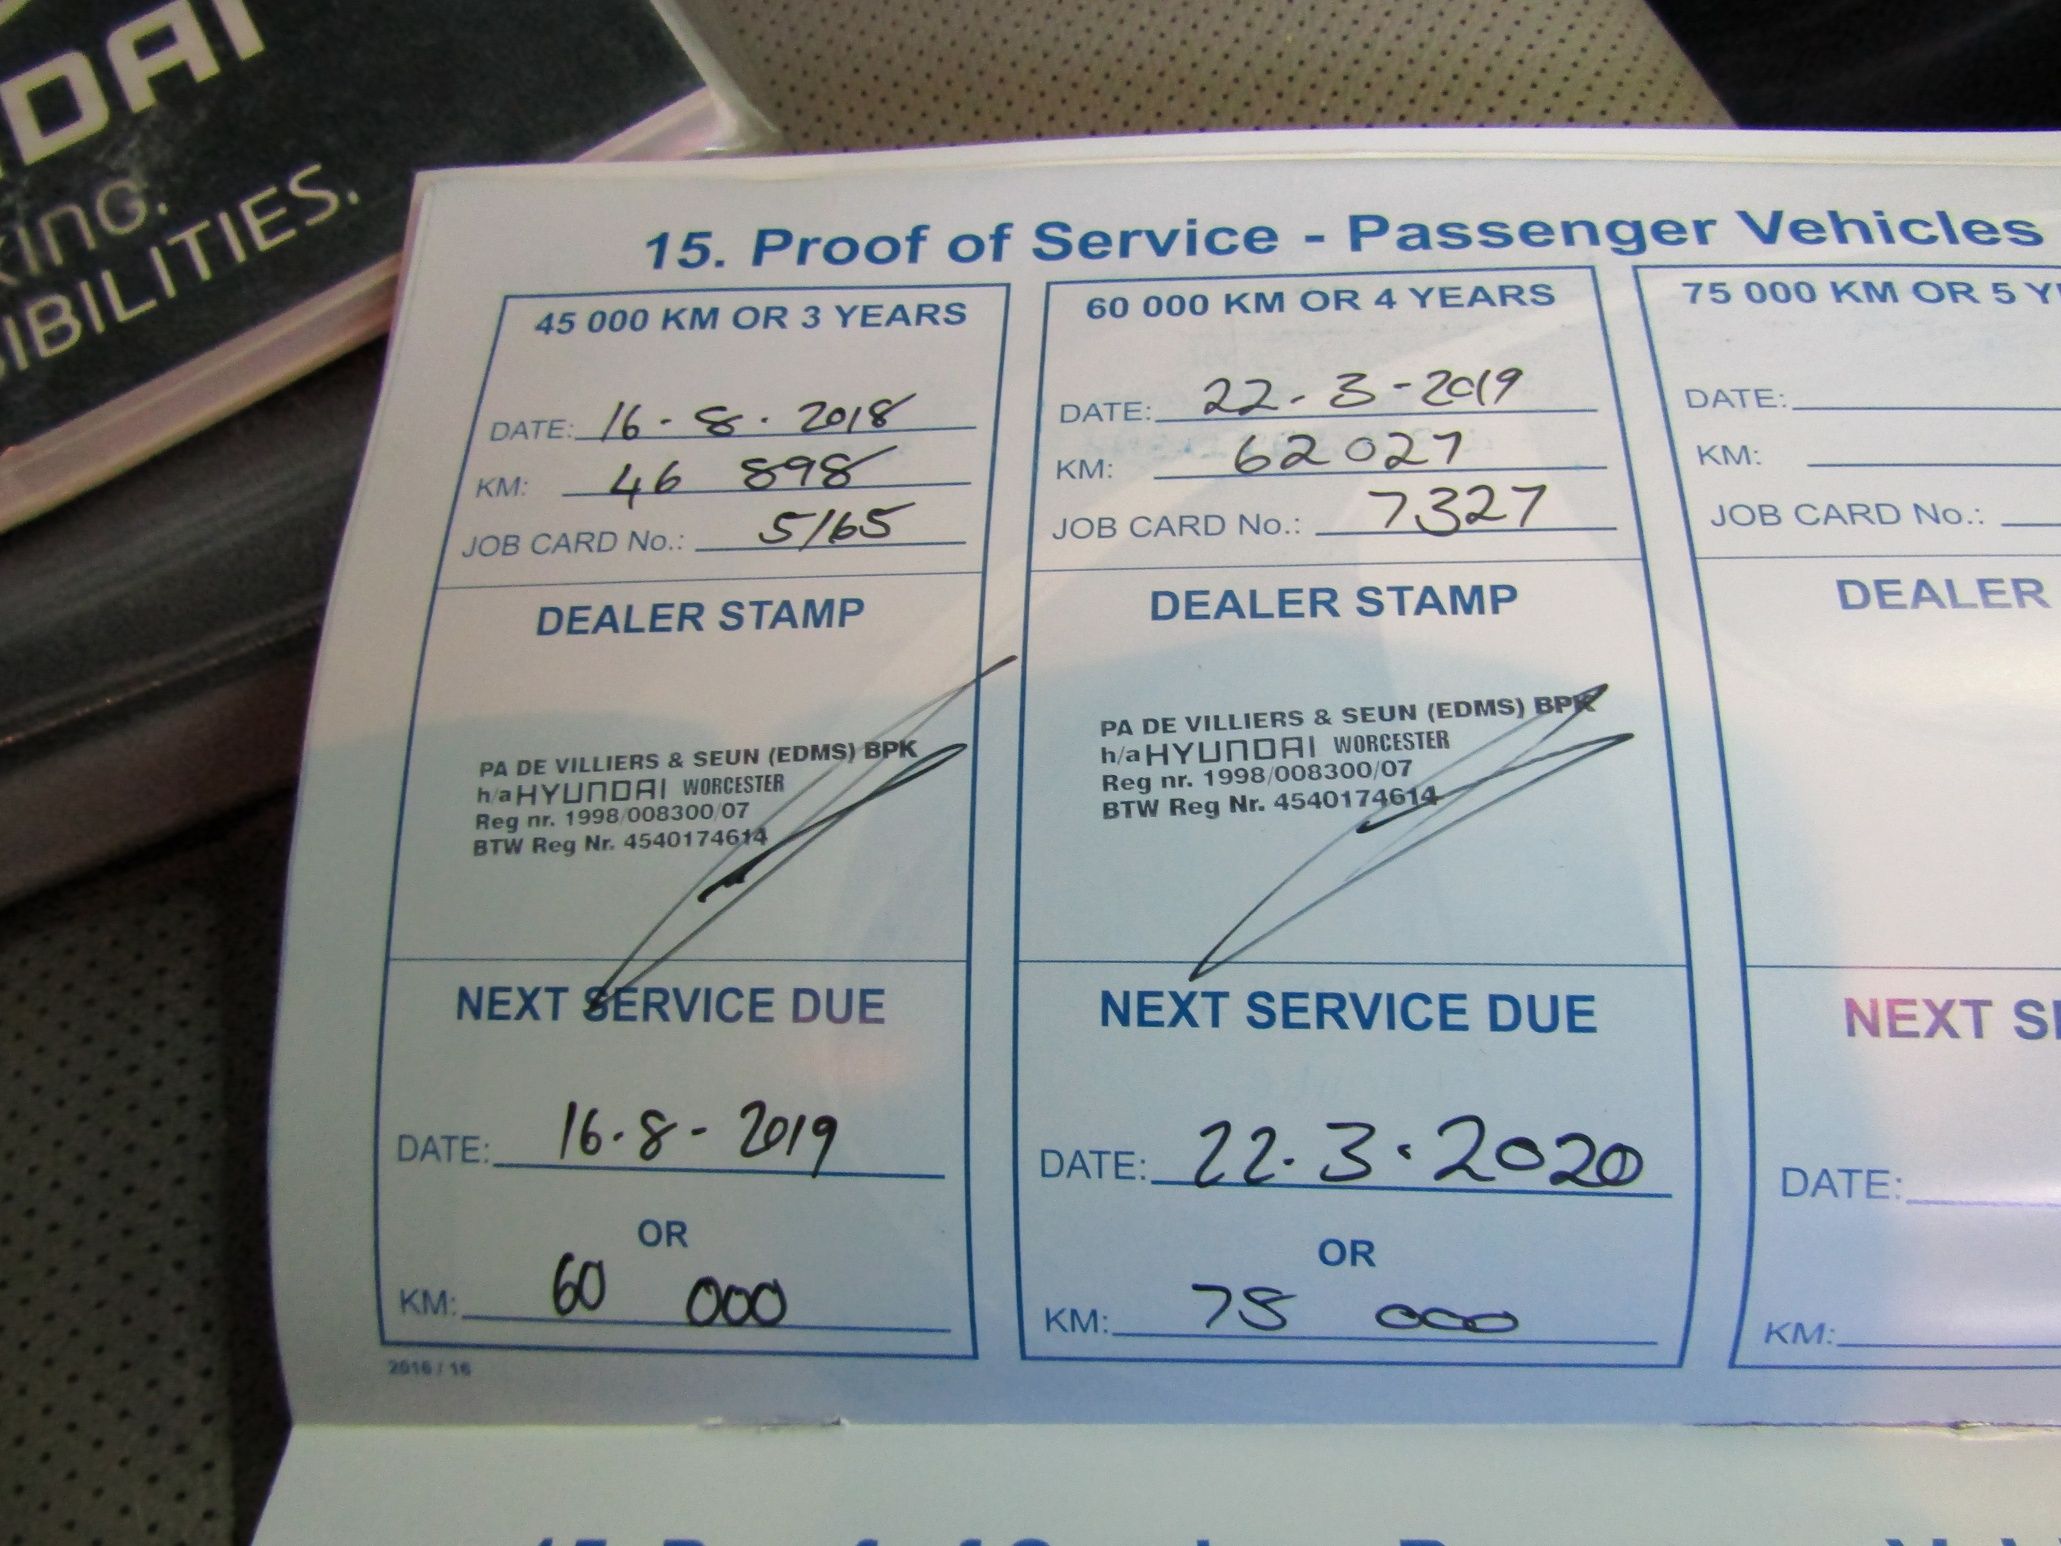 DAI
KING.
SIBILITIES.
15. Proof of Service - Passenger Vehicles
45 000 KM OR 3 YEARS
DATE: 16-8.2018
KM: 46 898
JOB CARD No.: 5165
DEALER STAMP
PA DE VILLIERS & SEUN (EDMS) BPK
h/a HYUNDAI WORCESTER
Reg nr. 1998/008300/07
BTW Reg Nr. 4540174614
NEXT SERVICE DUE
DATE: 16.8-2019
OR
KM: 60 000
2016 / 16
60 000 KM OR 4 YEARS
DATE: 22-3-2019
KM: 62027
JOB CARD No.: 7327
DEALER STAMP
PA DE VILLIERS & SEUN (EDMS) BPK
h/a HYUNDAI WORCESTER
Reg nr. 1998/008300/07
BTW Reg Nr. 4540174614
NEXT SERVICE DUE
DATE: 22.3.2020
OR
KM: 75 000
75 000 KM OR 5 Y
DATE:
KM:
JOB CARD No.:
DEALER
NEXT S
DATE:
KM: